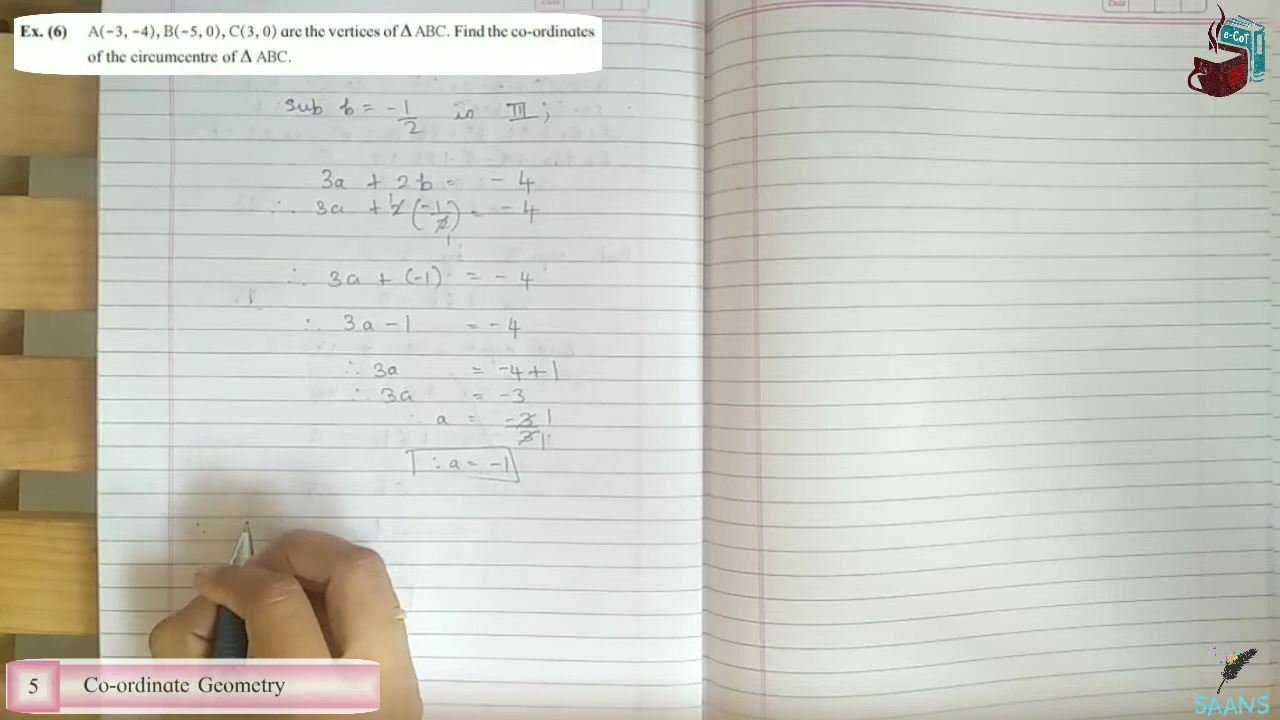 Ex. (6) A(−3, −4), B(−5, 0), C(3, 0) are the vertices of Δ ABC. Find the co-ordinates
of the circumcentre of Δ ABC.
e-CoT
Sub b = -1/2 in III ;
3a + 2b = - 4
∴ 3a + 2 (-1/2) = - 4
∴ 3a + (-1) = - 4
∴ 3a - 1 = - 4
∴ 3a = -4 + 1
∴ 3a = -3
∴ a = -3/3
∴ a = -1
5 Co-ordinate Geometry
SAANS